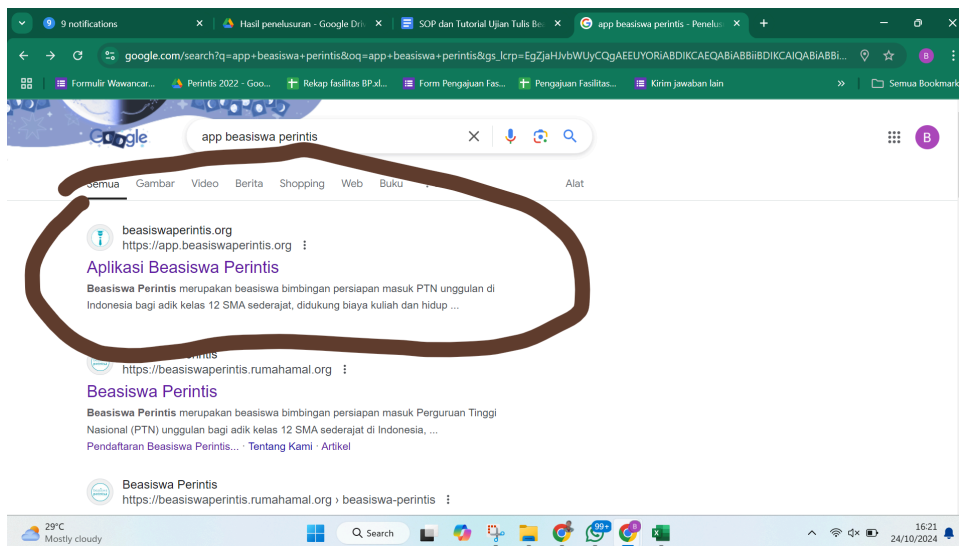 9 notifications
Hasil penelusuran - Google Driv
SOP dan Tutorial Ujian Tulis Bea
app beasiswa perintis - Penelus
google.com/search?q=app+beasiswa+perintis&oq=app+beasiswa+perintis&gs_lcrp=EgZjaHJvbWUyCQgAEEUYORiABDIKCAEQABiABBiiBDIKCAIQABiABBi...
B
Formulir Wawancar...
Perintis 2022 - Goo...
Rekap fasilitas BP.xl...
Form Pengajuan Fas...
Pengajuan Fasilitas...
Kirim jawaban lain
»
Semua Bookmark
Google
app beasiswa perintis
B
Semua Gambar Video Berita Shopping Web Buku
Alat
beasiswaperintis.org
https://app.beasiswaperintis.org
Aplikasi Beasiswa Perintis
Beasiswa Perintis merupakan beasiswa bimbingan persiapan masuk PTN unggulan di
Indonesia bagi adik kelas 12 SMA sederajat, didukung biaya kuliah dan hidup ...
https://beasiswaperintis.rumahamal.org
Beasiswa Perintis
Beasiswa Perintis merupakan beasiswa bimbingan persiapan masuk Perguruan Tinggi
Nasional (PTN) unggulan bagi adik kelas 12 SMA sederajat di Indonesia, ...
Pendaftaran Beasiswa Perintis... · Tentang Kami · Artikel
Beasiswa Perintis
https://beasiswaperintis.rumahamal.org › beasiswa-perintis
29°C
Mostly cloudy
Search
99+
16:21
24/10/2024